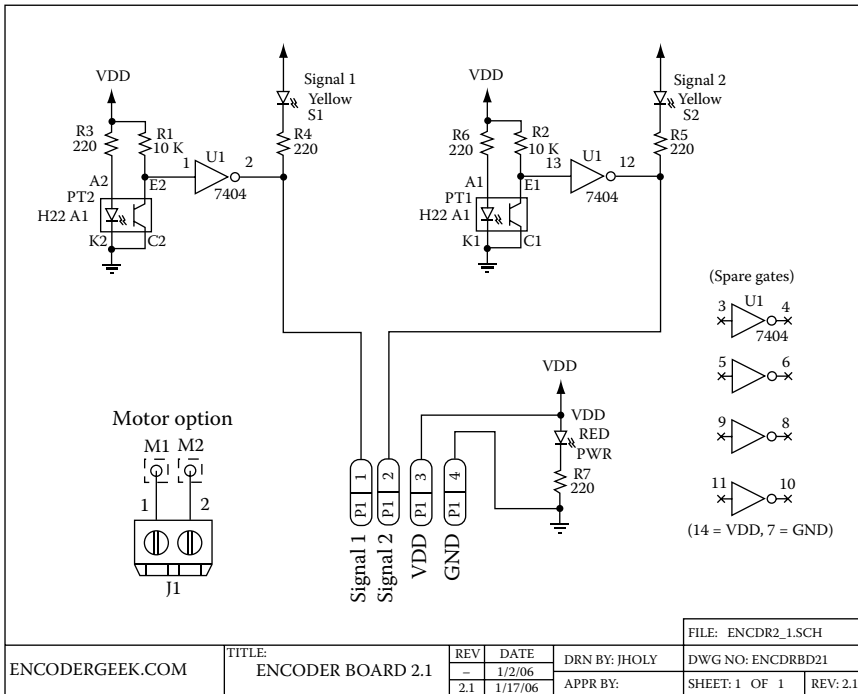 VDD
R3
220
R1
10 K
U1
1
2
7404
A2
E2
PT2
H22 A1
K2
C2
Signal 1
Yellow
S1
R4
220
VDD
R6
220
R2
10 K
U1
13
12
7404
A1
E1
PT1
H22 A1
K1
C1
Signal 2
Yellow
S2
R5
220
(Spare gates)
U1
3
4
7404
5
6
9
8
11
10
(14 = VDD, 7 = GND)
VDD
VDD
RED
PWR
R7
220
Motor option
M1
M2
1
2
J1
P1 1
P1 2
P1 3
P1 4
Signal 1
Signal 2
VDD
GND
FILE: ENCDR2_1.SCH
ENCODERGEEK.COM
TITLE:
ENCODER BOARD 2.1
REV DATE
– 1/2/06
2.1 1/17/06
DRN BY: JHOLY
APPR BY:
DWG NO: ENCDRBD21
SHEET: 1 OF 1
REV: 2.1